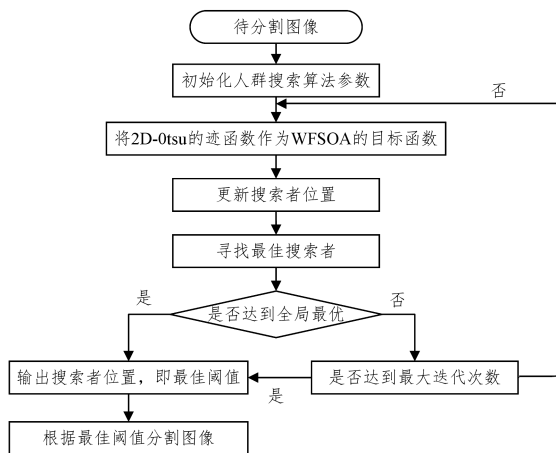 待分割图像
初始化人群搜索算法参数
否
将2D-0tsu的迹函数作为WFSOA的目标函数
更新搜索者位置
寻找最佳搜索者
是
否
是否达到全局最优
输出搜索者位置，即最佳阈值
是
是否达到最大迭代次数
根据最佳阈值分割图像